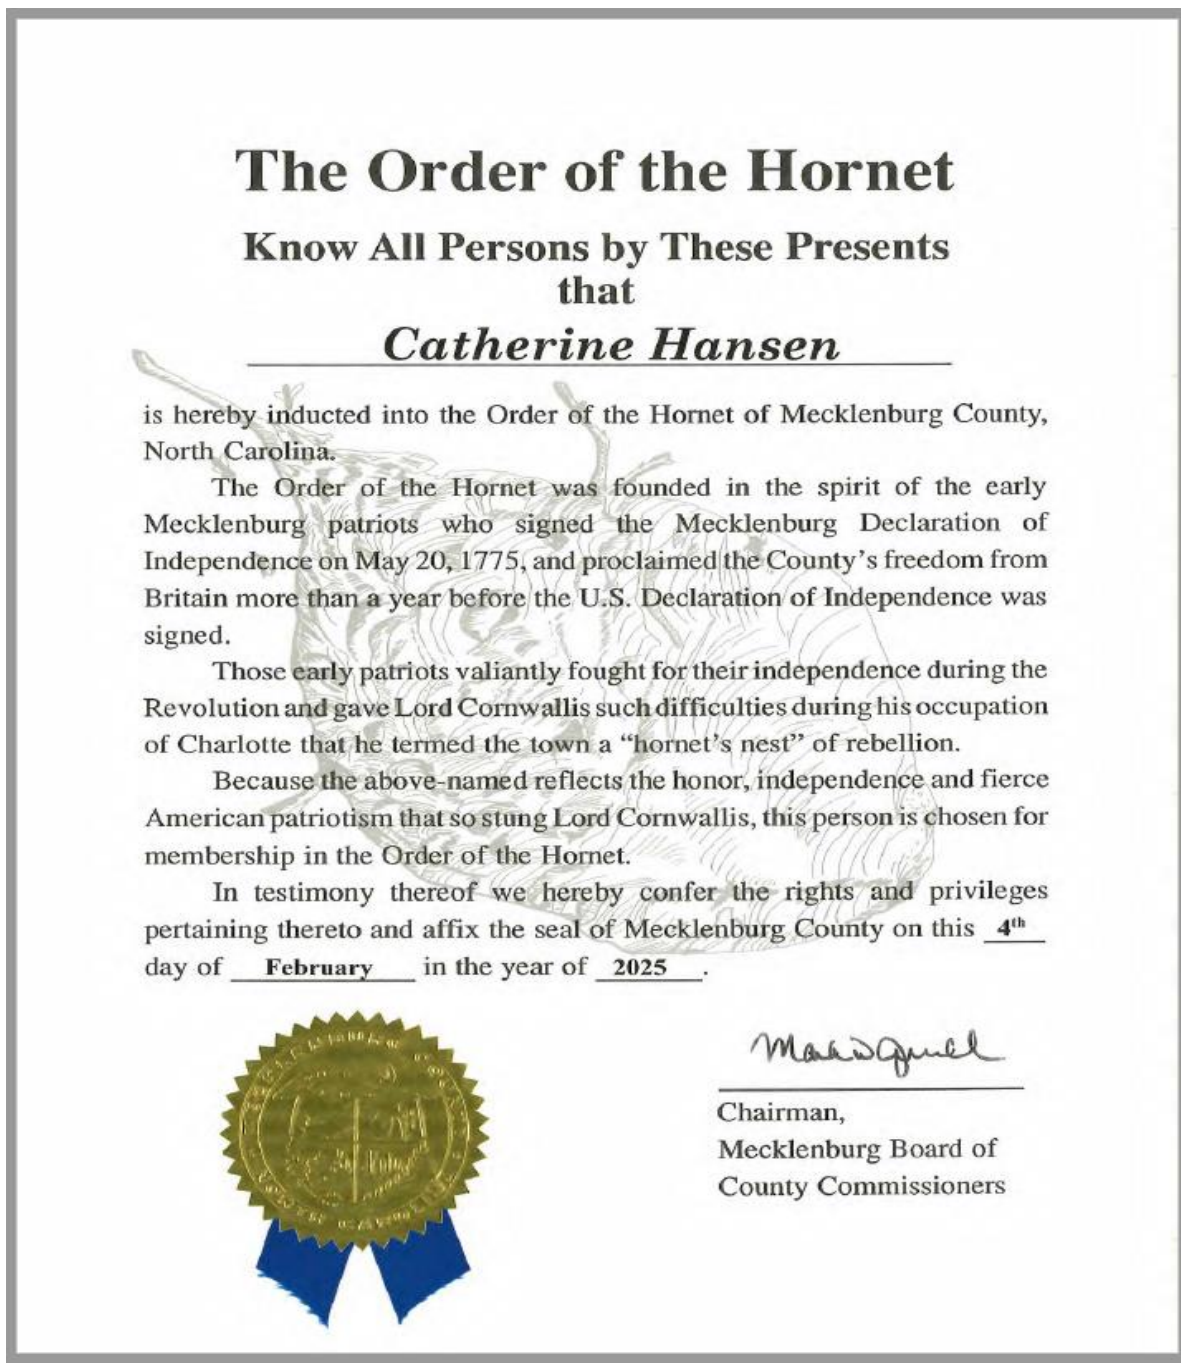 The Order of the Hornet
Know All Persons by These Presents
that
Catherine Hansen
is hereby inducted into the Order of the Hornet of Mecklenburg County,
North Carolina.
The Order of the Hornet was founded in the spirit of the early
Mecklenburg patriots who signed the Mecklenburg Declaration of
Independence on May 20, 1775, and proclaimed the County's freedom from
Britain more than a year before the U.S. Declaration of Independence was
signed.
Those early patriots valiantly fought for their independence during the
Revolution and gave Lord Cornwallis such difficulties during his occupation
of Charlotte that he termed the town a “hornet's nest” of rebellion.
Because the above-named reflects the honor, independence and fierce
American patriotism that so stung Lord Cornwallis, this person is chosen for
membership in the Order of the Hornet.
In testimony thereof we hereby confer the rights and privileges
pertaining thereto and affix the seal of Mecklenburg County on this 4th
day of February in the year of 2025.
Chairman,
Mecklenburg Board of
County Commissioners